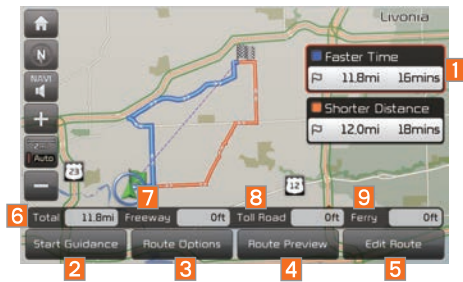 Livonia
N
NAVI
Faster Time
11.8mi 16mins
1
Shorter Distance
12.0mi 18mins
+
Auto
23
12
−
7
8
9
6 Total 11.8mi Freeway 0ft Toll Road 0ft Ferry 0ft
Start Guidance Route Options Route Preview Edit Route
2
3
4
5